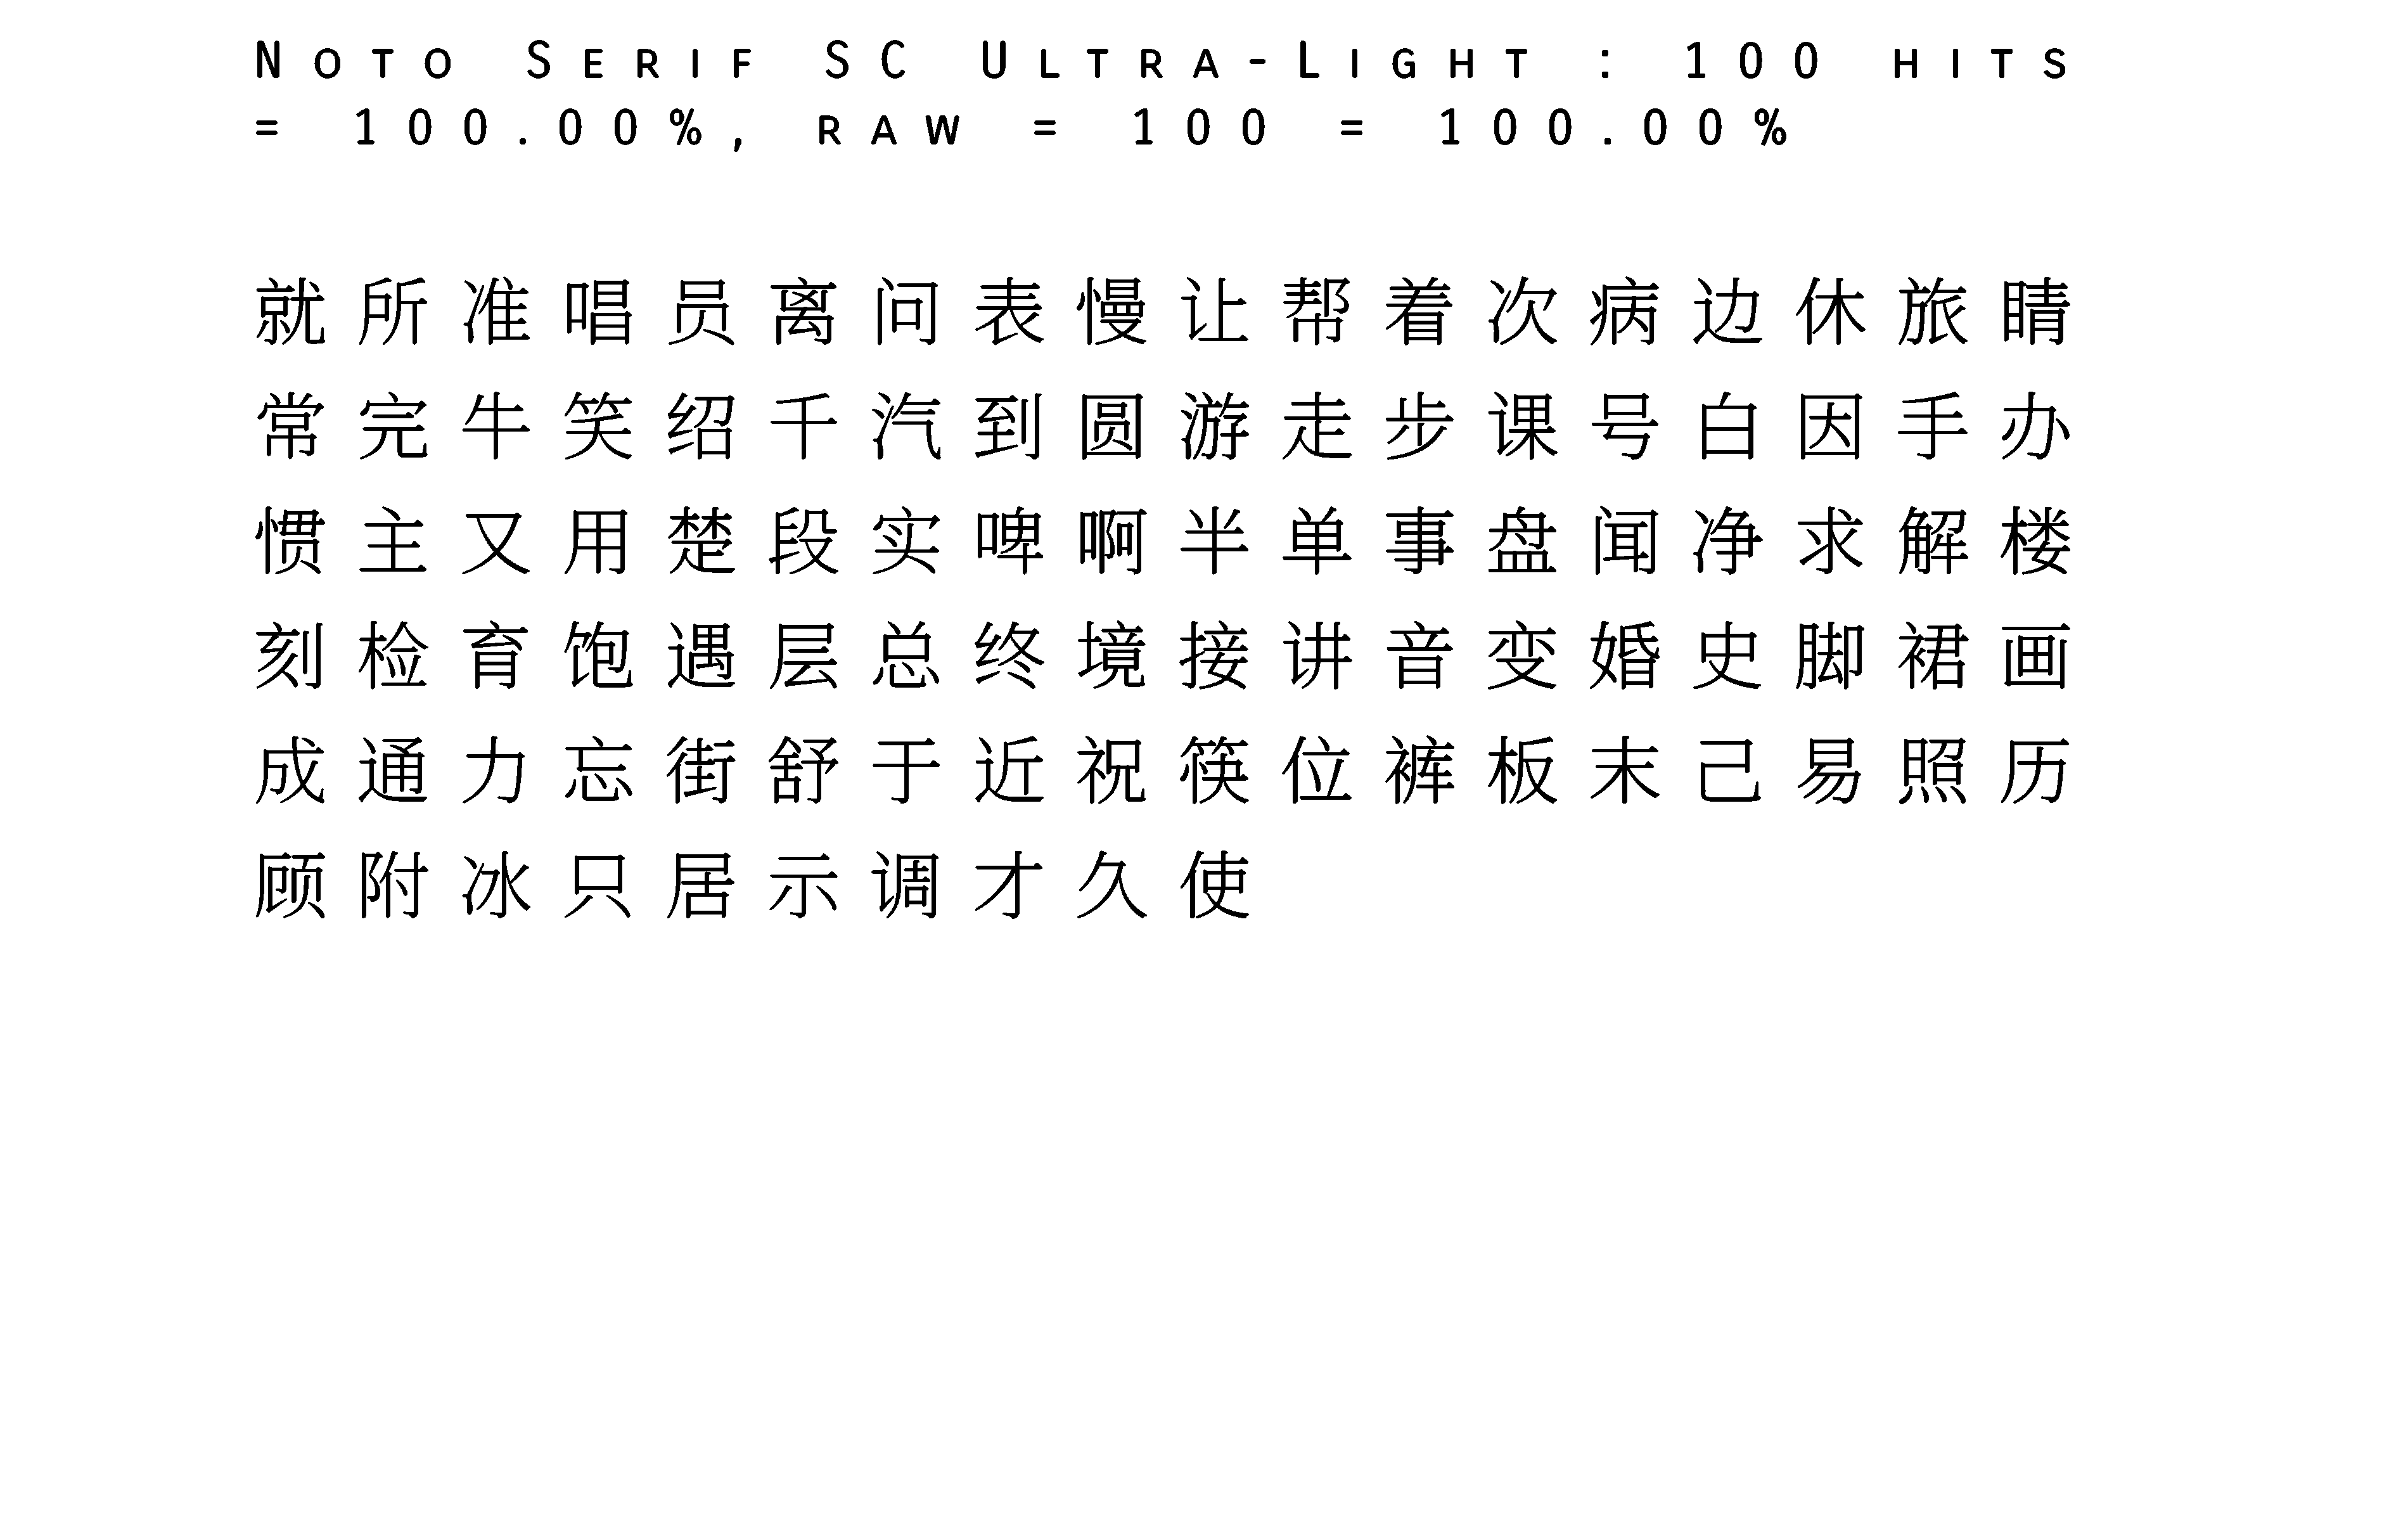 Noto Serif SC Ultra-Light : 100 hits
= 100.00%, raw = 100 = 100.00%
就所准唱员离问表慢让帮着次病边休旅睛
常完牛笑绍千汽到圆游走步课号白因手办
惯主又用楚段实啤啊半单事盘闻净求解楼
刻检育饱遇层总终境接讲音变婚史脚裙画
成通力忘街舒于近祝筷位裤板末己易照历
顾附冰只居示调才久使